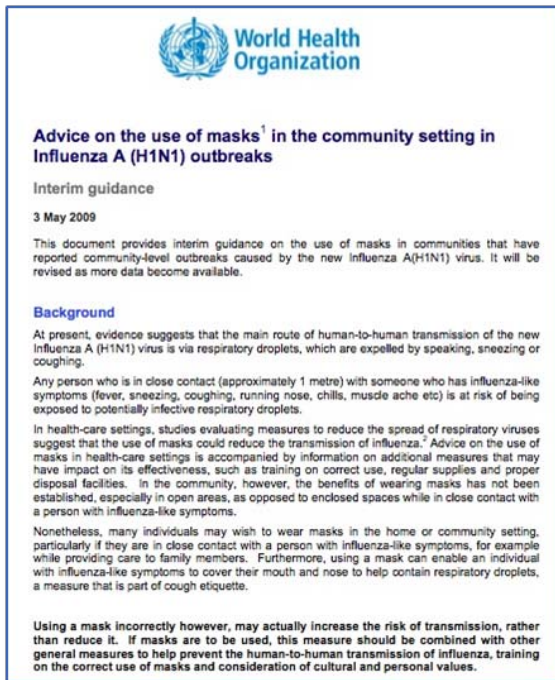 World Health
Organization
Advice on the use of masks¹ in the community setting in
Influenza A (H1N1) outbreaks
Interim guidance
3 May 2009
This document provides interim guidance on the use of masks in communities that have
reported community-level outbreaks caused by the new Influenza A(H1N1) virus. It will be
revised as more data become available.
Background
At present, evidence suggests that the main route of human-to-human transmission of the new
Influenza A (H1N1) virus is via respiratory droplets, which are expelled by speaking, sneezing or
coughing.
Any person who is in close contact (approximately 1 metre) with someone who has influenza-like
symptoms (fever, sneezing, coughing, running nose, chills, muscle ache etc) is at risk of being
exposed to potentially infective respiratory droplets.
In health-care settings, studies evaluating measures to reduce the spread of respiratory viruses
suggest that the use of masks could reduce the transmission of influenza.² Advice on the use of
masks in health-care settings is accompanied by information on additional measures that may
have impact on its effectiveness, such as training on correct use, regular supplies and proper
disposal facilities. In the community, however, the benefits of wearing masks has not been
established, especially in open areas, as opposed to enclosed spaces while in close contact with
a person with influenza-like symptoms.
Nonetheless, many individuals may wish to wear masks in the home or community setting,
particularly if they are in close contact with a person with influenza-like symptoms, for example
while providing care to family members. Furthermore, using a mask can enable an individual
with influenza-like symptoms to cover their mouth and nose to help contain respiratory droplets,
a measure that is part of cough etiquette.
Using a mask incorrectly however, may actually increase the risk of transmission, rather
than reduce it. If masks are to be used, this measure should be combined with other
general measures to help prevent the human-to-human transmission of influenza, training
on the correct use of masks and consideration of cultural and personal values.